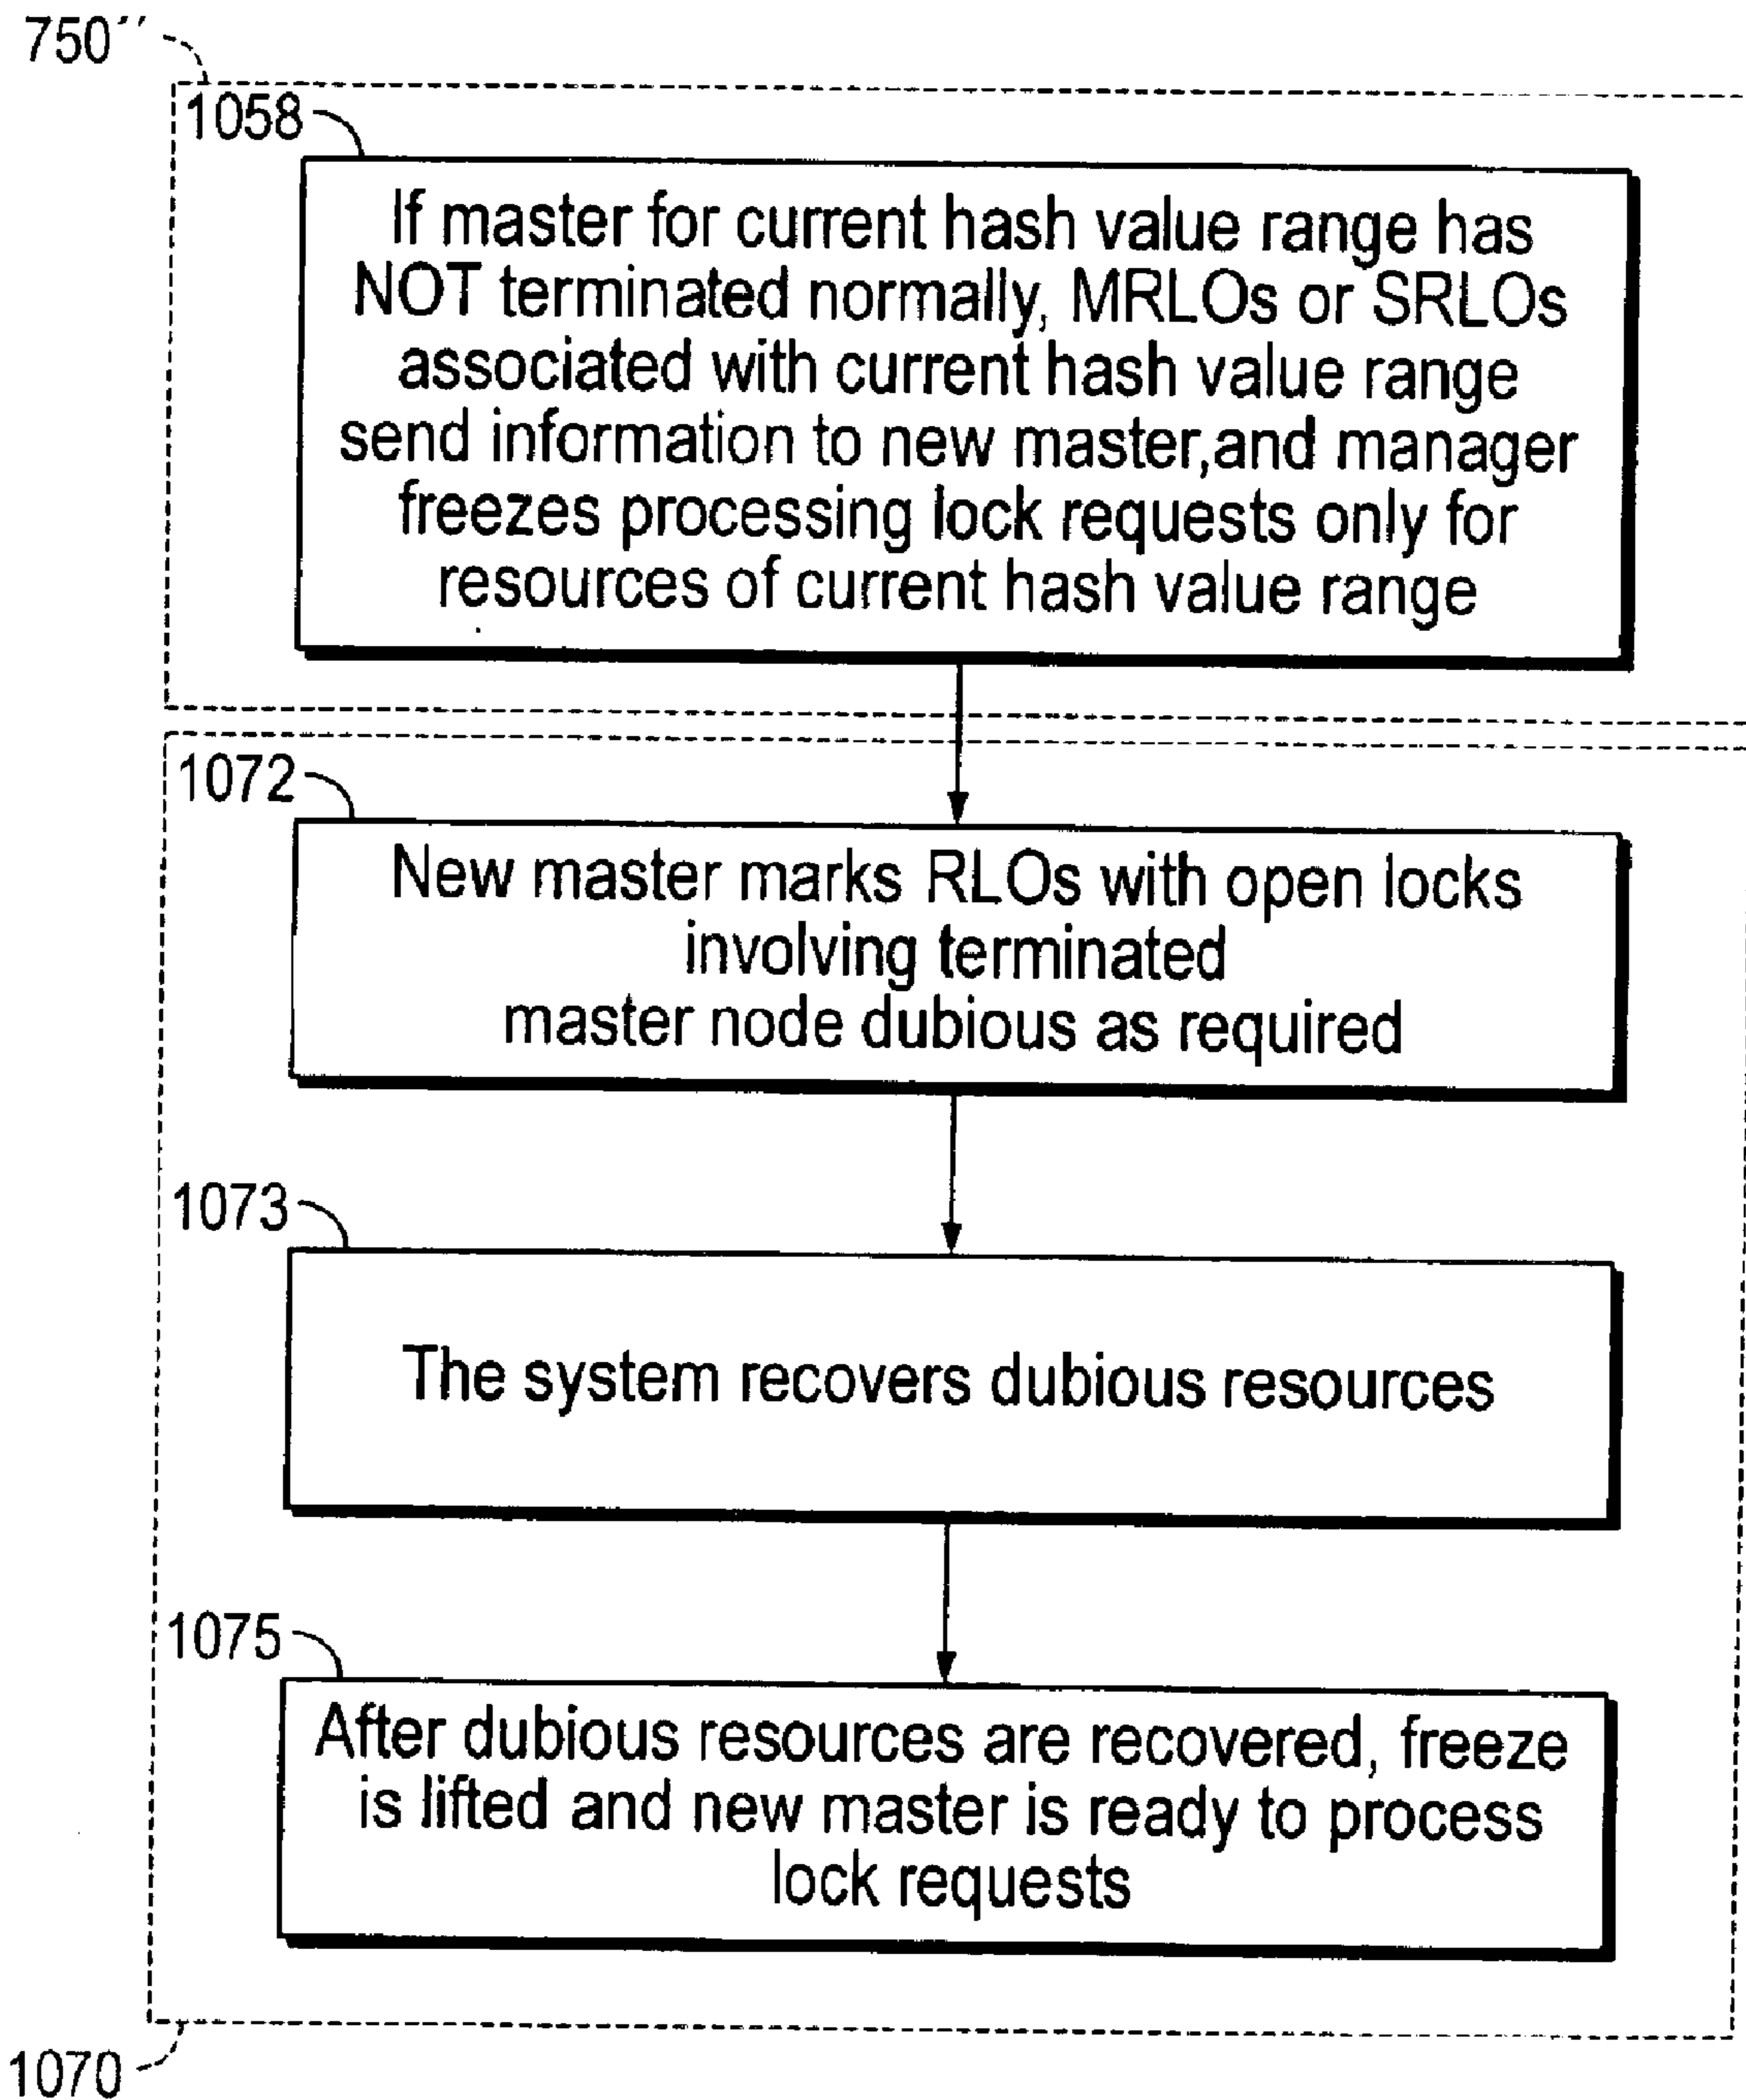 750´´
1058
If master for current hash value range has
NOT terminated normally, MRLOs or SRLOs
associated with current hash value range
send information to new master,and manager
freezes processing lock requests only for
resources of current hash value range
1072
New master marks RLOs with open locks
involving terminated
master node dubious as required
1073
The system recovers dubious resources
1075
After dubious resources are recovered, freeze
is lifted and new master is ready to process
lock requests
1070